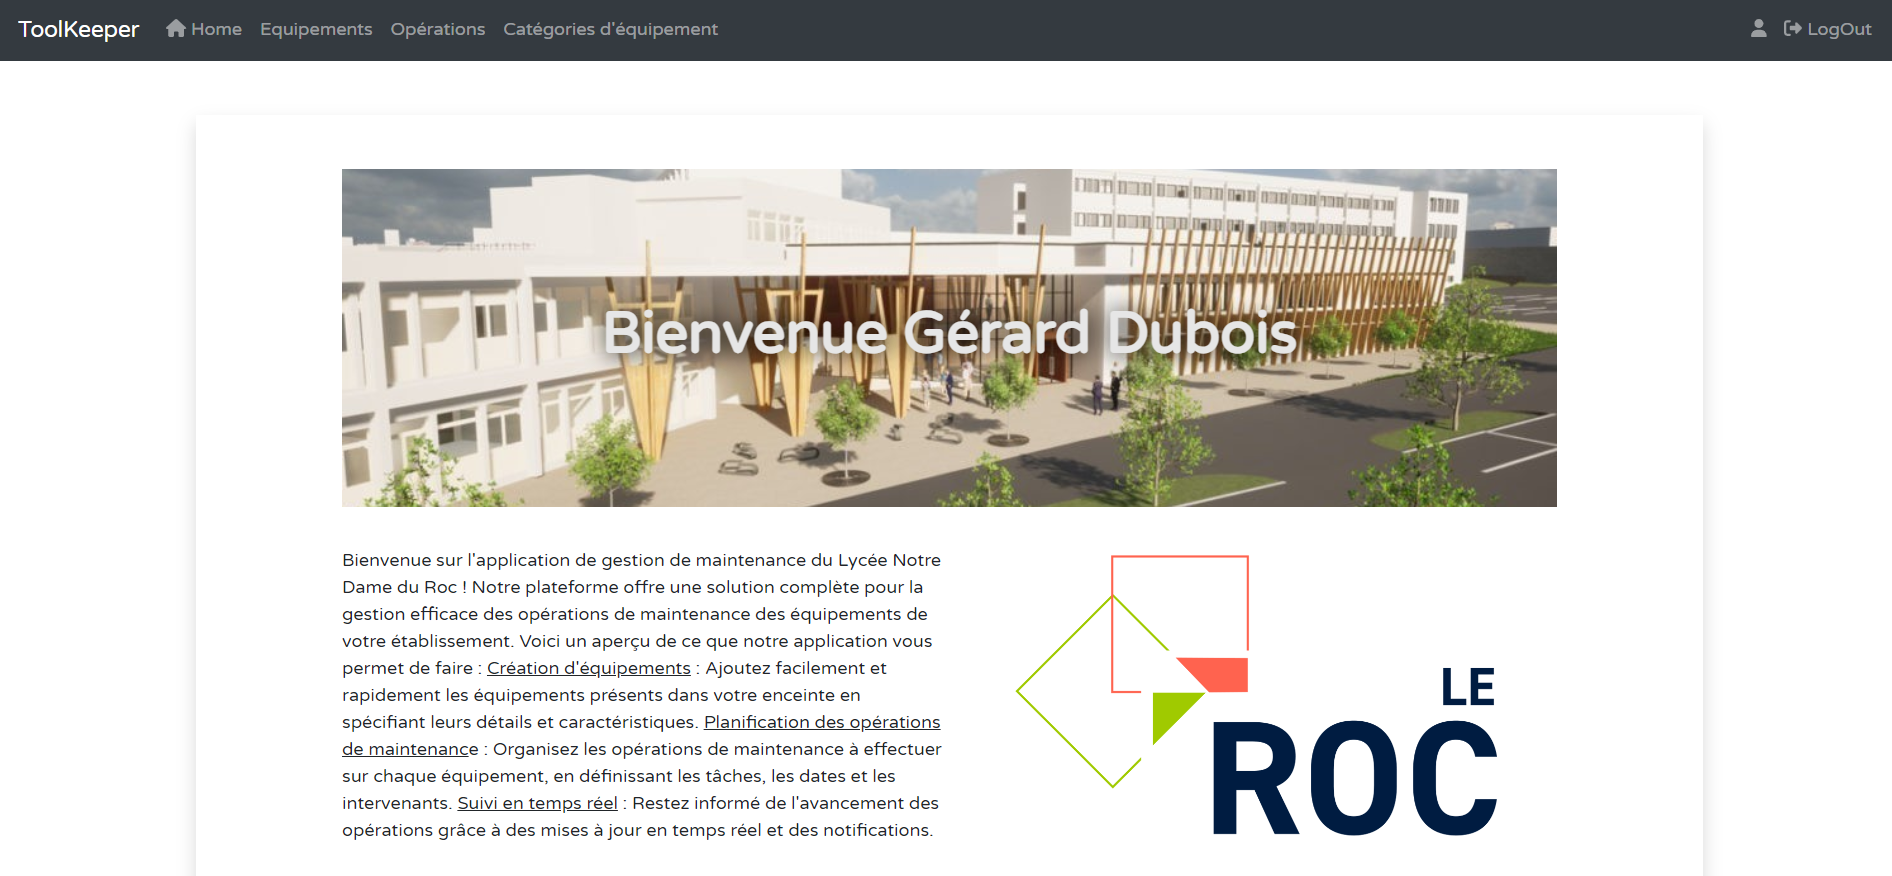 ToolKeeper Home Equipements Opérations Catégories d'équipement LogOut
Bienvenue Gérard Dubois
Bienvenue sur l'application de gestion de maintenance du Lycée Notre
Dame du Roc ! Notre plateforme offre une solution complète pour la
gestion efficace des opérations de maintenance des équipements de
votre établissement. Voici un aperçu de ce que notre application vous
permet de faire : Création d'équipements : Ajoutez facilement et
rapidement les équipements présents dans votre enceinte en
spécifiant leurs détails et caractéristiques. Planification des opérations
de maintenance : Organisez les opérations de maintenance à effectuer
sur chaque équipement, en définissant les tâches, les dates et les
intervenants. Suivi en temps réel : Restez informé de l'avancement des
opérations grâce à des mises à jour en temps réel et des notifications.
LE
ROC